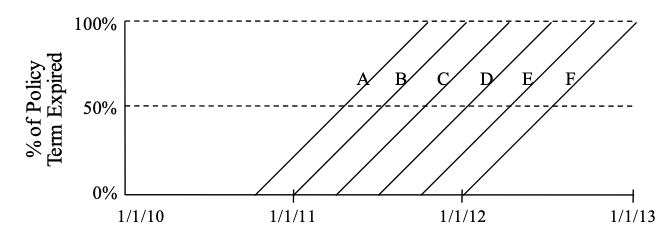 100%
A B C D E F
% of Policy
Term Expired
50%
0%
1/1/10 1/1/11 1/1/12 1/1/13